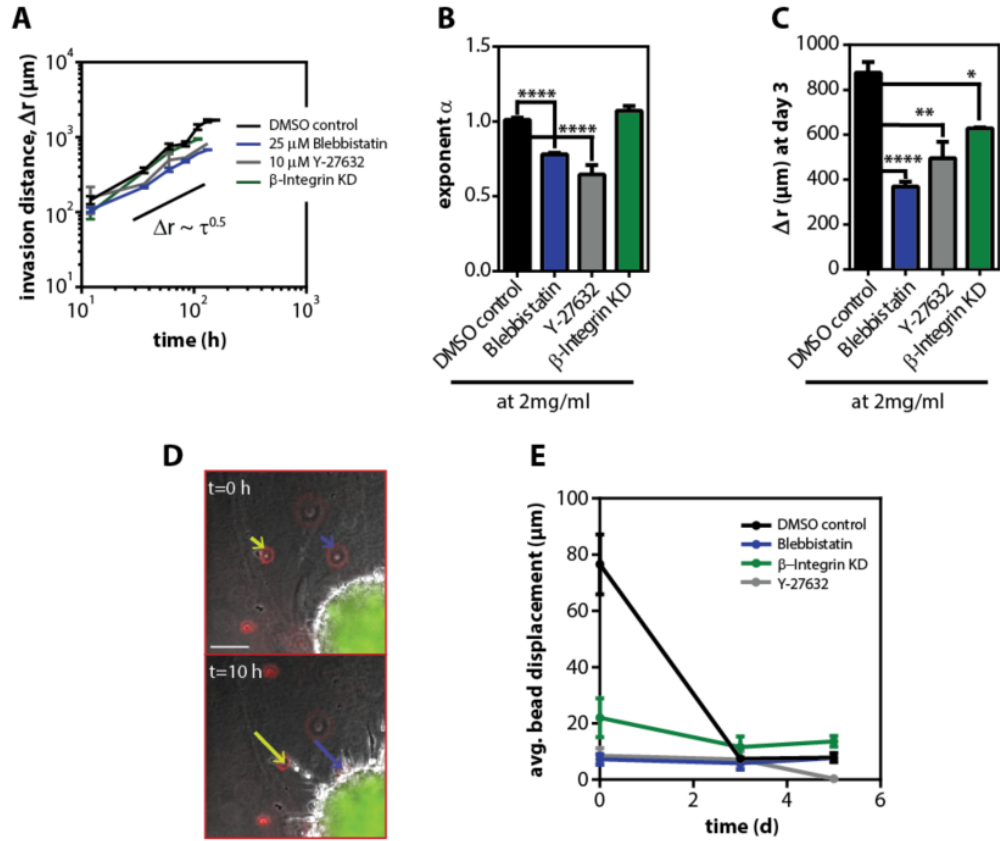 A
invasion distance, Δr (μm)
10⁴
10³
10²
10¹
10¹
10²
10³
time (h)
DMSO control
25 μM Blebbistatin
10 μM Y-27632
β-Integrin KD
Δr ~ τ^0.5
B
exponent α
1.5
1.0
0.5
0.0
****
****
DMSO control
Blebbistatin
Y-27632
β-Integrin KD
at 2mg/ml
C
Δr (μm) at day 3
1000
800
600
400
200
0
*
**
****
DMSO control
Blebbistatin
Y-27632
β-Integrin KD
at 2mg/ml
D
t=0 h
t=10 h
E
avg. bead displacement (μm)
100
80
60
40
20
0
0
2
4
6
time (d)
DMSO control
Blebbistatin
β–Integrin KD
Y-27632